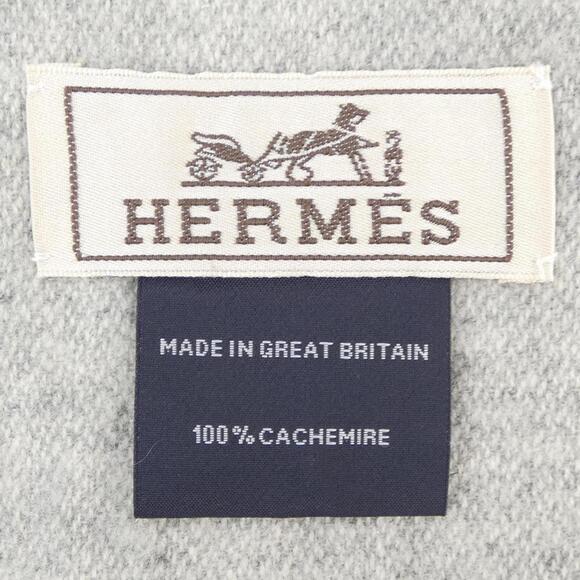 HERMÈS
MADE IN GREAT BRITAIN
100% CACHEMIRE